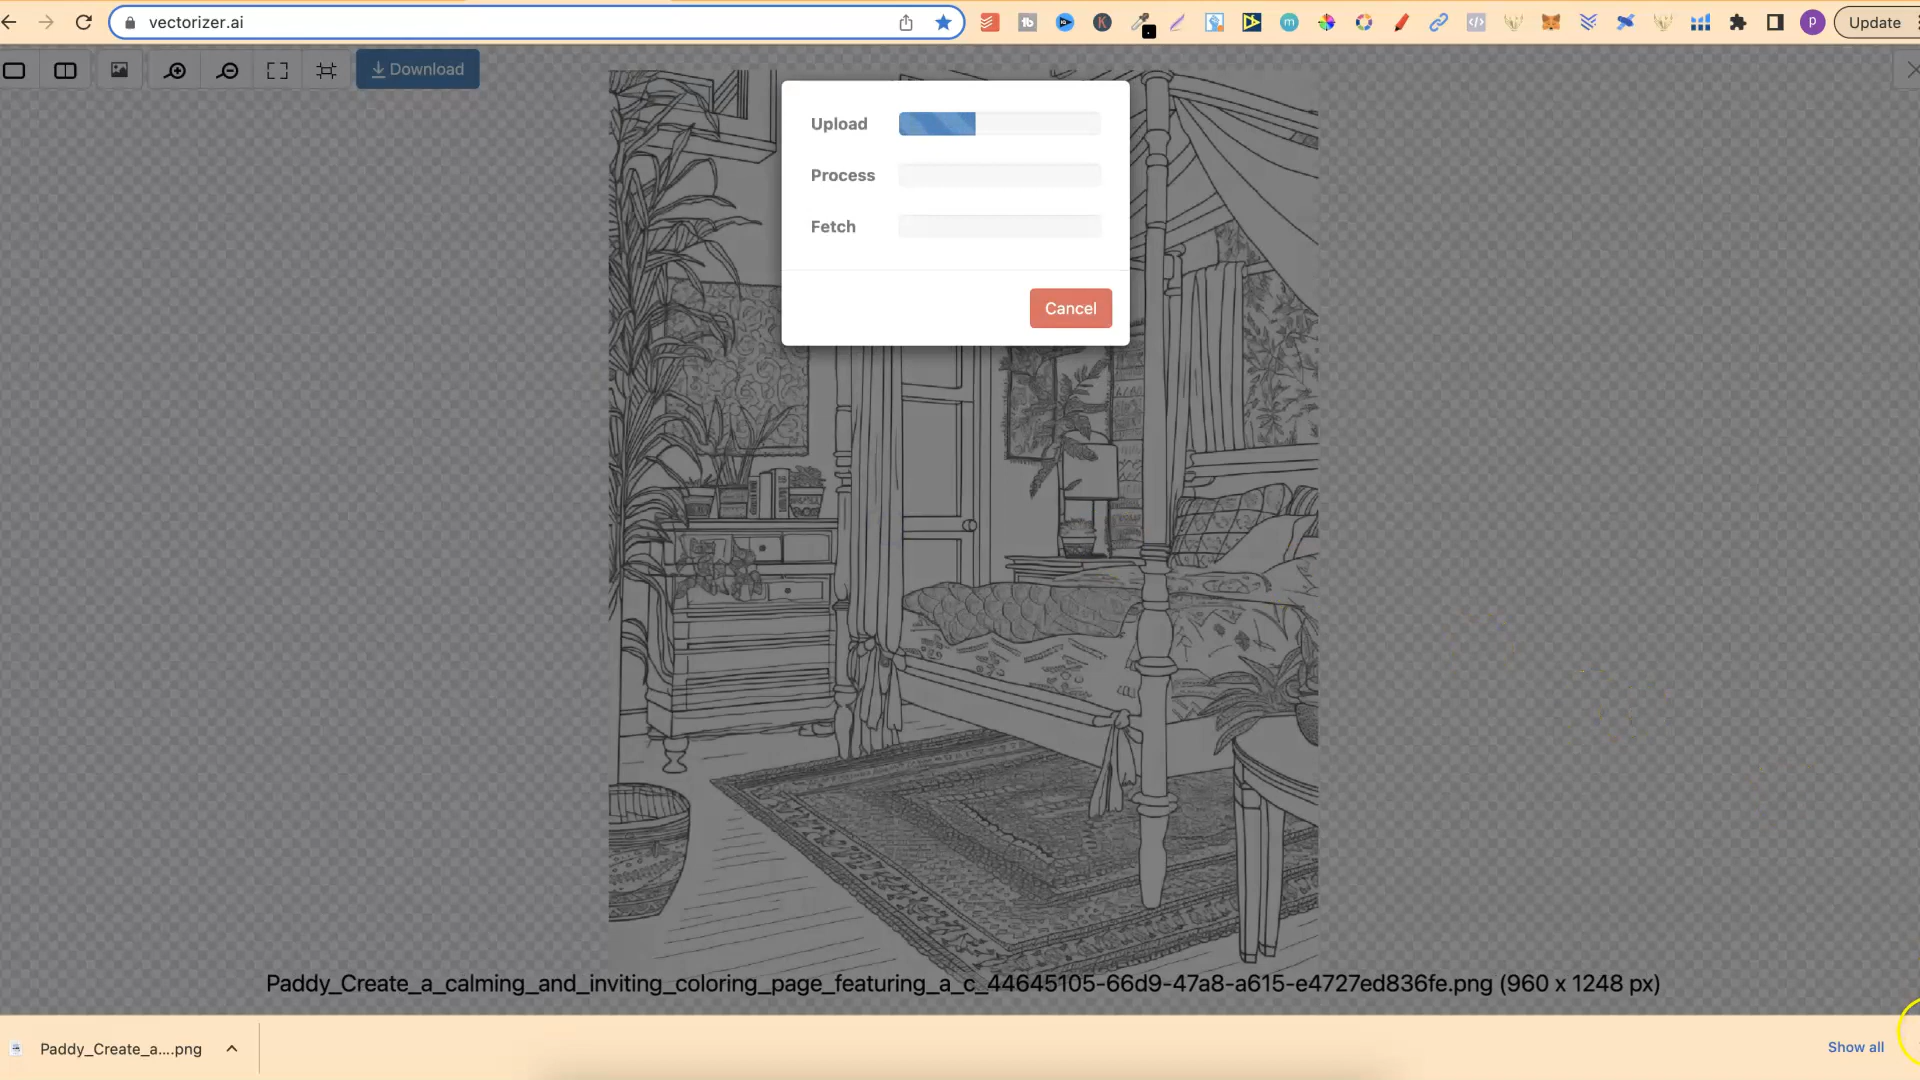 vectorizer.ai
Update
Download
Upload
Process
Fetch
Cancel
Paddy_Create_a_calming_and_inviting_coloring_page_featuring_a_c_44645105-66d9-47a8-a615-e4727ed836fe.png (960 x 1248 px)
Paddy_Create_a....png
Show all